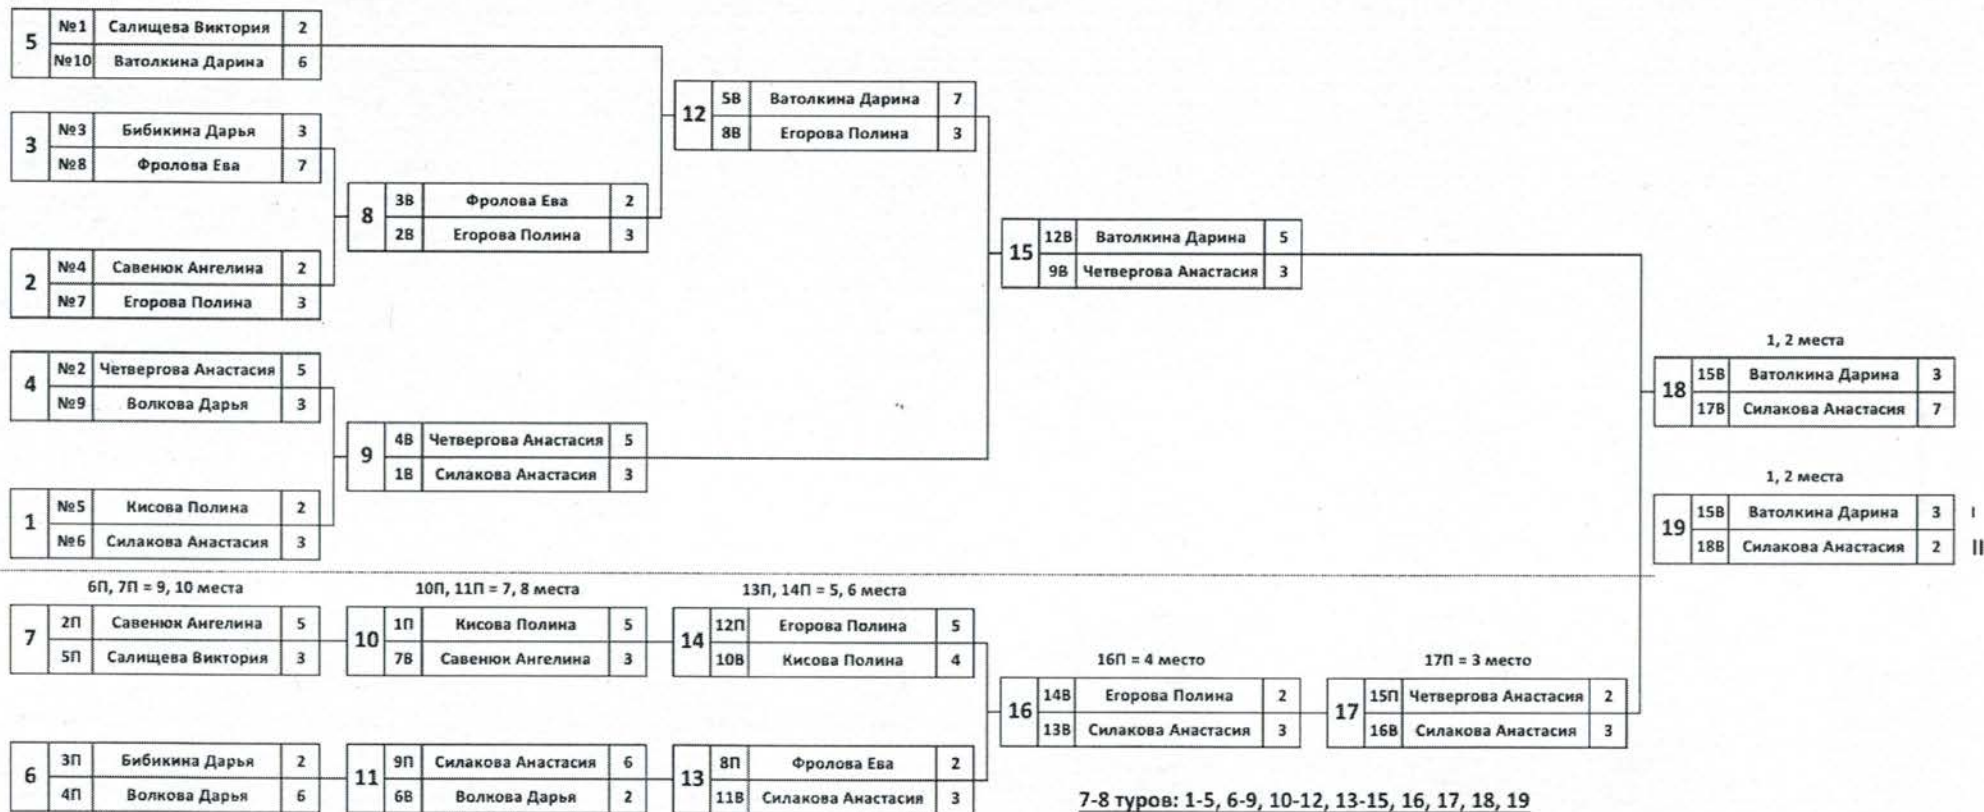 5 №1 Салищева Виктория 2
№10 Ватолкина Дарина 6
12 5В Ватолкина Дарина 7
8В Егорова Полина 3
3 №3 Бибикина Дарья 3
№8 Фролова Ева 7
8 3В Фролова Ева 2
2В Егорова Полина 3
15 12В Ватолкина Дарина 5
9В Четвергова Анастасия 3
2 №4 Савенюк Ангелина 2
№7 Егорова Полина 3
4 №2 Четвергова Анастасия 5
№9 Волкова Дарья 3
1, 2 места
18 15В Ватолкина Дарина 3
17В Силакова Анастасия 7
9 4В Четвергова Анастасия 5
1В Силакова Анастасия 3
1, 2 места
1 №5 Кисова Полина 2
№6 Силакова Анастасия 3
19 15В Ватолкина Дарина 3 I
18В Силакова Анастасия 2 II
6П, 7П = 9, 10 места
10П, 11П = 7, 8 места
13П, 14П = 5, 6 места
7 2П Савенюк Ангелина 5
5П Салищева Виктория 3
10 1П Кисова Полина 5
7В Савенюк Ангелина 3
14 12П Егорова Полина 5
10В Кисова Полина 4
16П = 4 место
17П = 3 место
16 14В Егорова Полина 2
13В Силакова Анастасия 3
17 15П Четвергова Анастасия 2
16В Силакова Анастасия 3
6 3П Бибикина Дарья 2
4П Волкова Дарья 6
11 9П Силакова Анастасия 6
6В Волкова Дарья 2
13 8П Фролова Ева 2
11В Силакова Анастасия 3
7-8 туров: 1-5, 6-9, 10-12, 13-15, 16, 17, 18, 19